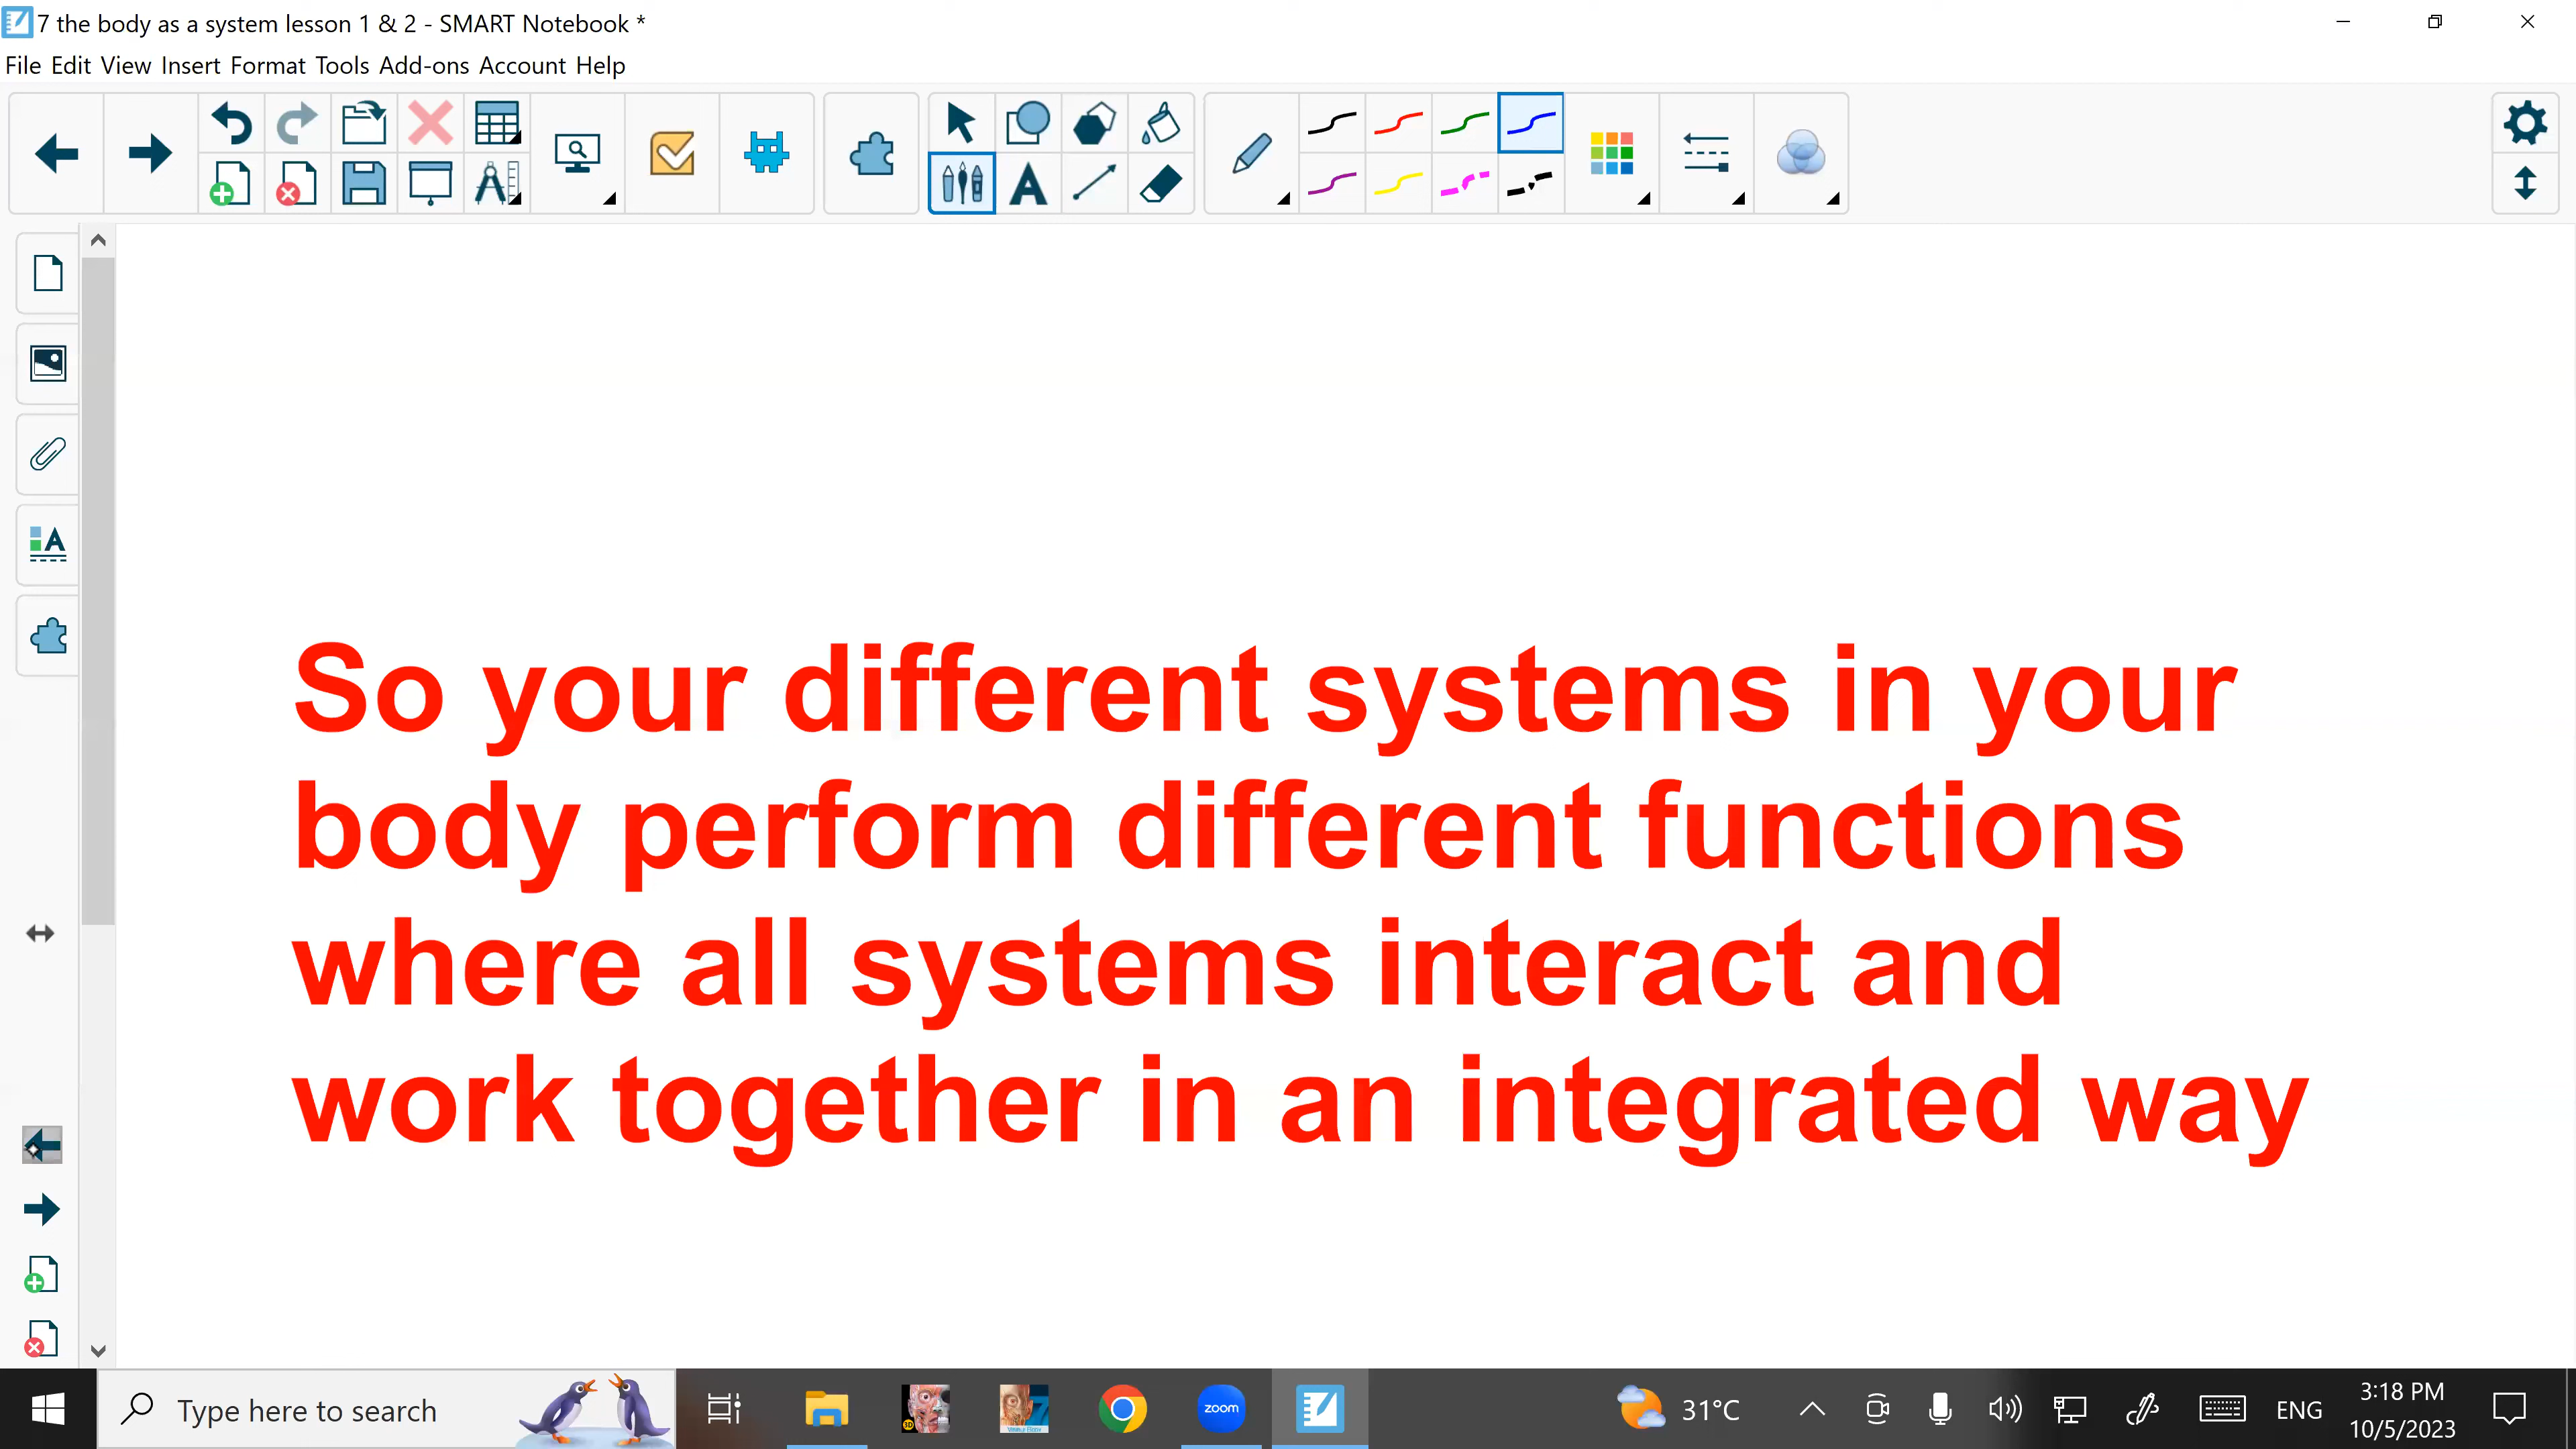 7 the body as a system lesson 1 & 2 - SMART Notebook *
File Edit View Insert Format Tools Add-ons Account Help
So your different systems in your
body perform different functions
where all systems interact and
work together in an integrated way
Type here to search
zoom
31°C
ENG
3:18 PM
10/5/2023